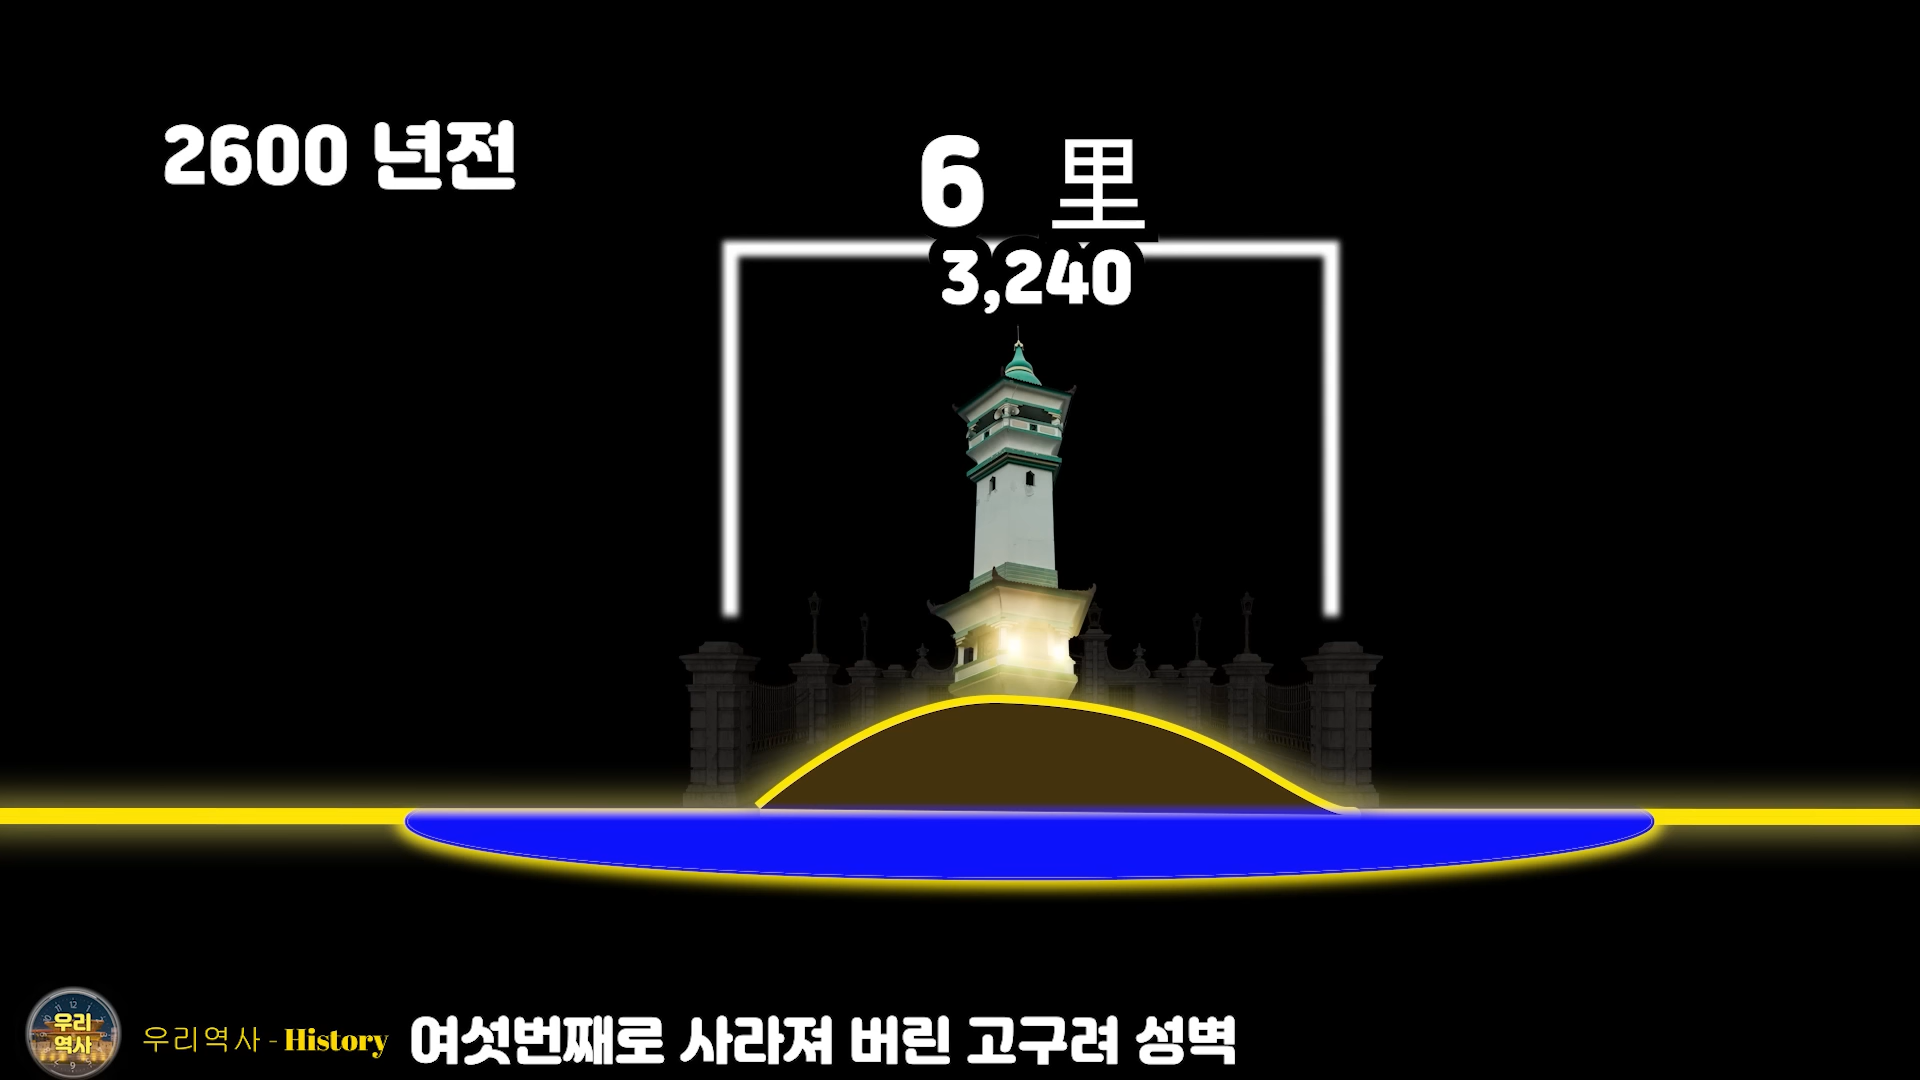 2600 년전
6 里
3,240
우리
역사
우리역사 - History
여섯번째로 사라져 버린 고구려 성벽